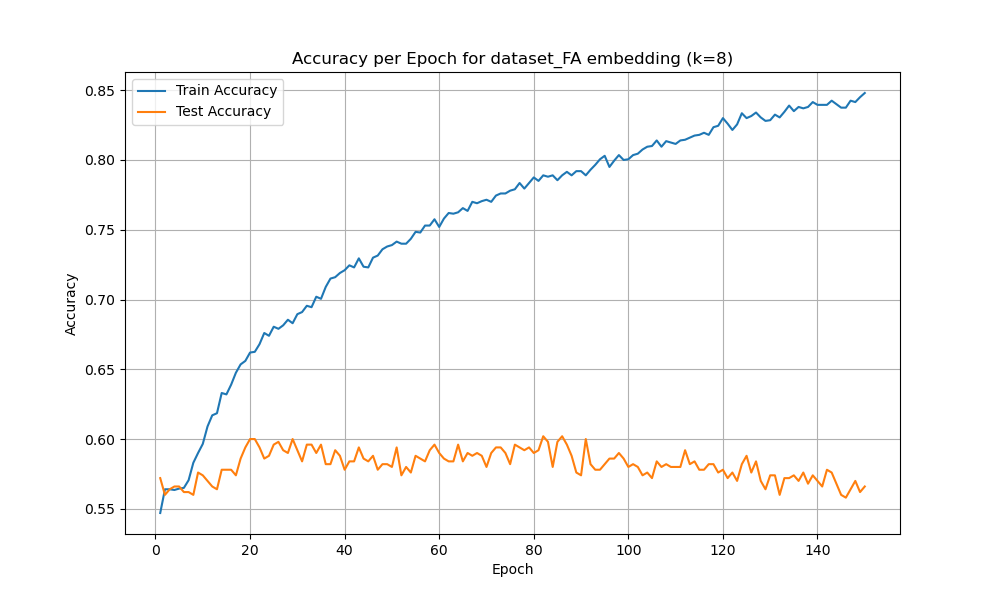 Accuracy per Epoch for dataset_FA embedding (k=8)
Train Accuracy
Test Accuracy
0.85
0.80
0.75
0.70
0.65
0.60
0.55
Accuracy
0 20 40 60 80 100 120 140
Epoch